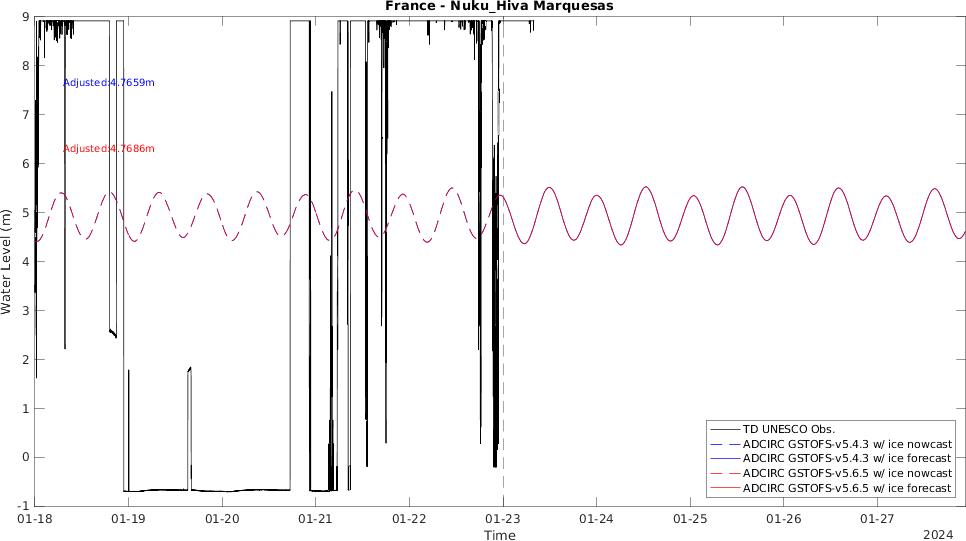 France - Nuku_Hiva Marquesas
9
8
Adjusted:4.7659m
7
Adjusted:4.7686m
6
5
4
3
2
1
0
-1
Water Level (m)
TD UNESCO Obs.
ADCIRC GSTOFS-v5.4.3 w/ ice nowcast
ADCIRC GSTOFS-v5.4.3 w/ ice forecast
ADCIRC GSTOFS-v5.6.5 w/ ice nowcast
ADCIRC GSTOFS-v5.6.5 w/ ice forecast
01-18 01-19 01-20 01-21 01-22 01-23 01-24 01-25 01-26 01-27
Time
2024